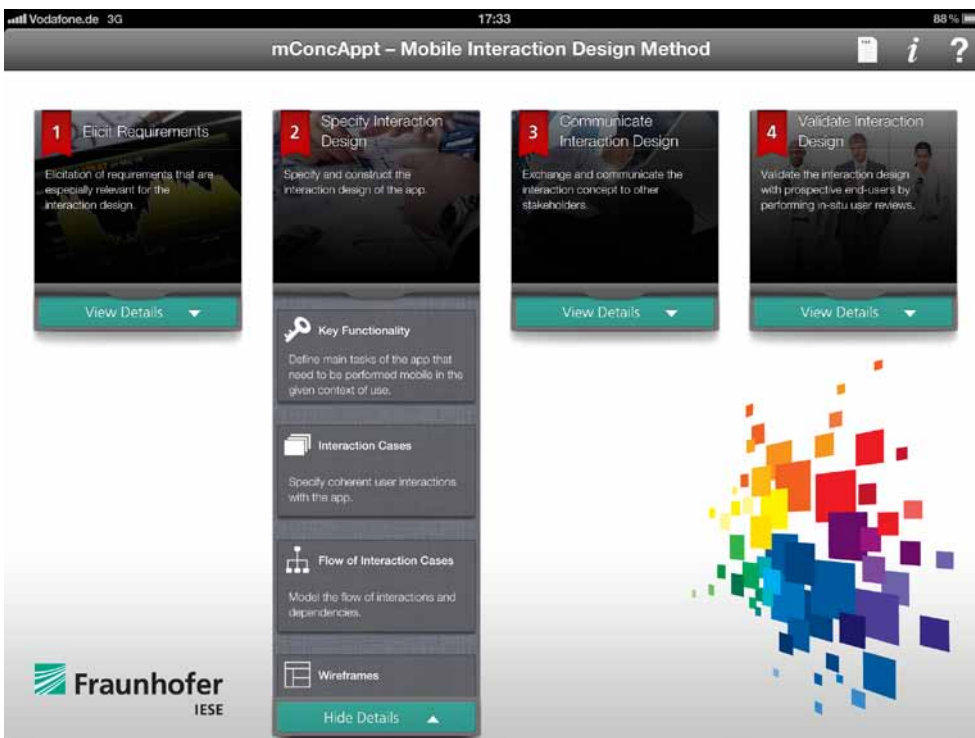 Vodafone.de 3G
17:33
88%
mConcAppt – Mobile Interaction Design Method
i
?
1
Elicit Requirements
Elicitation of requirements that are
especially relevant for the
interaction design.
View Details
2
Specify Interaction
Design
Specify and construct the
interaction design of the app.
Key Functionality
Define main tasks of the app that
need to be performed mobile in the
given context of use.
Interaction Cases
Specify coherent user interactions
with the app.
Flow of Interaction Cases
Model the flow of interactions and
dependencies.
Wireframes
Hide Details
3
Communicate
Interaction Design
Exchange and communicate the
interaction concept to other
stakeholders.
View Details
4
Validate Interaction
Design
Validate the interaction design
with prospective end-users by
performing in-situ user reviews.
View Details
Fraunhofer
IESE